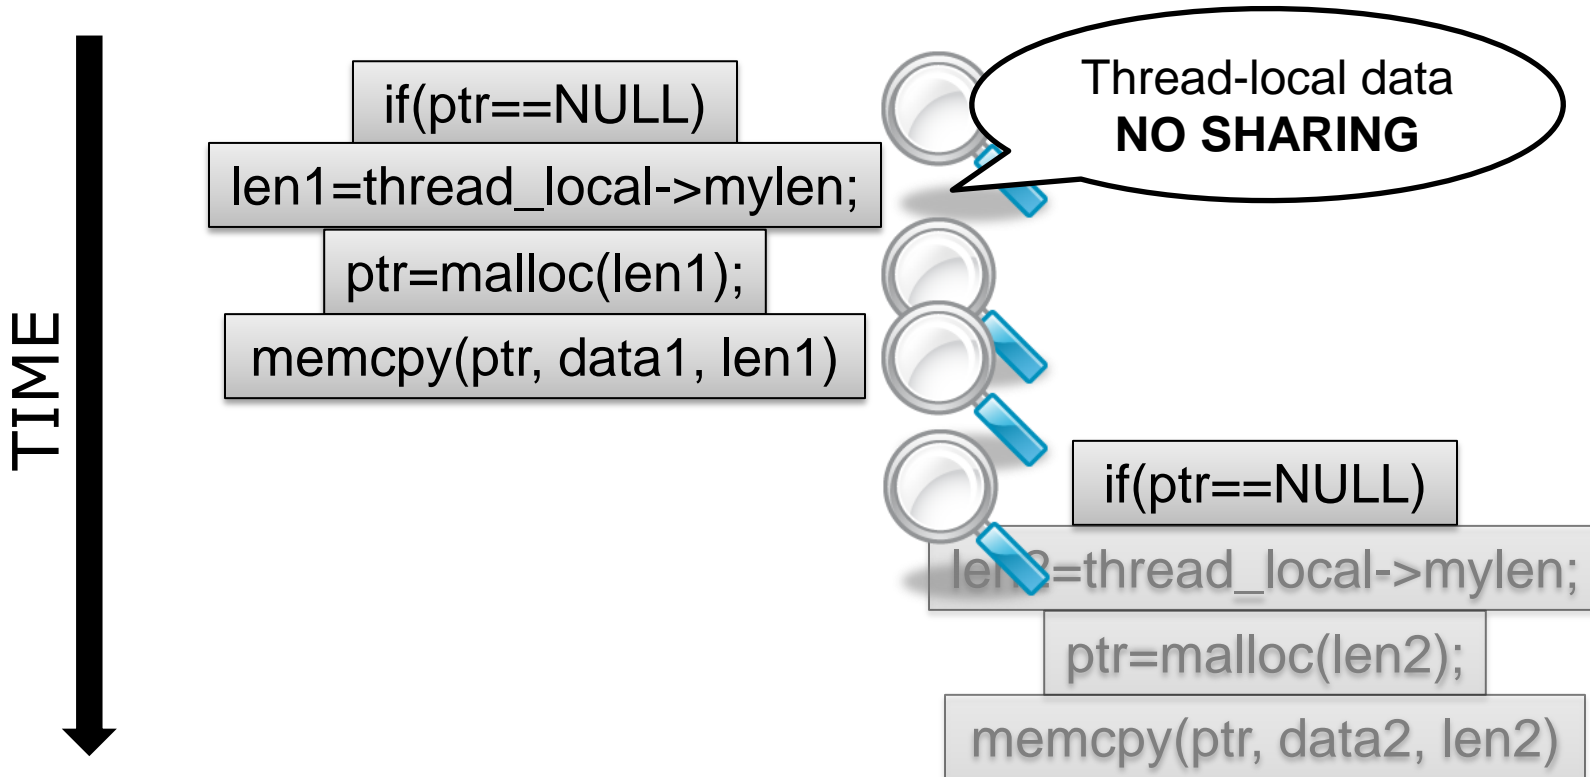 Thread-local data
NO SHARING
if(ptr==NULL)
len1=thread_local->mylen;
ptr=malloc(len1);
memcpy(ptr, data1, len1)
TIME
if(ptr==NULL)
len2=thread_local->mylen;
ptr=malloc(len2);
memcpy(ptr, data2, len2)